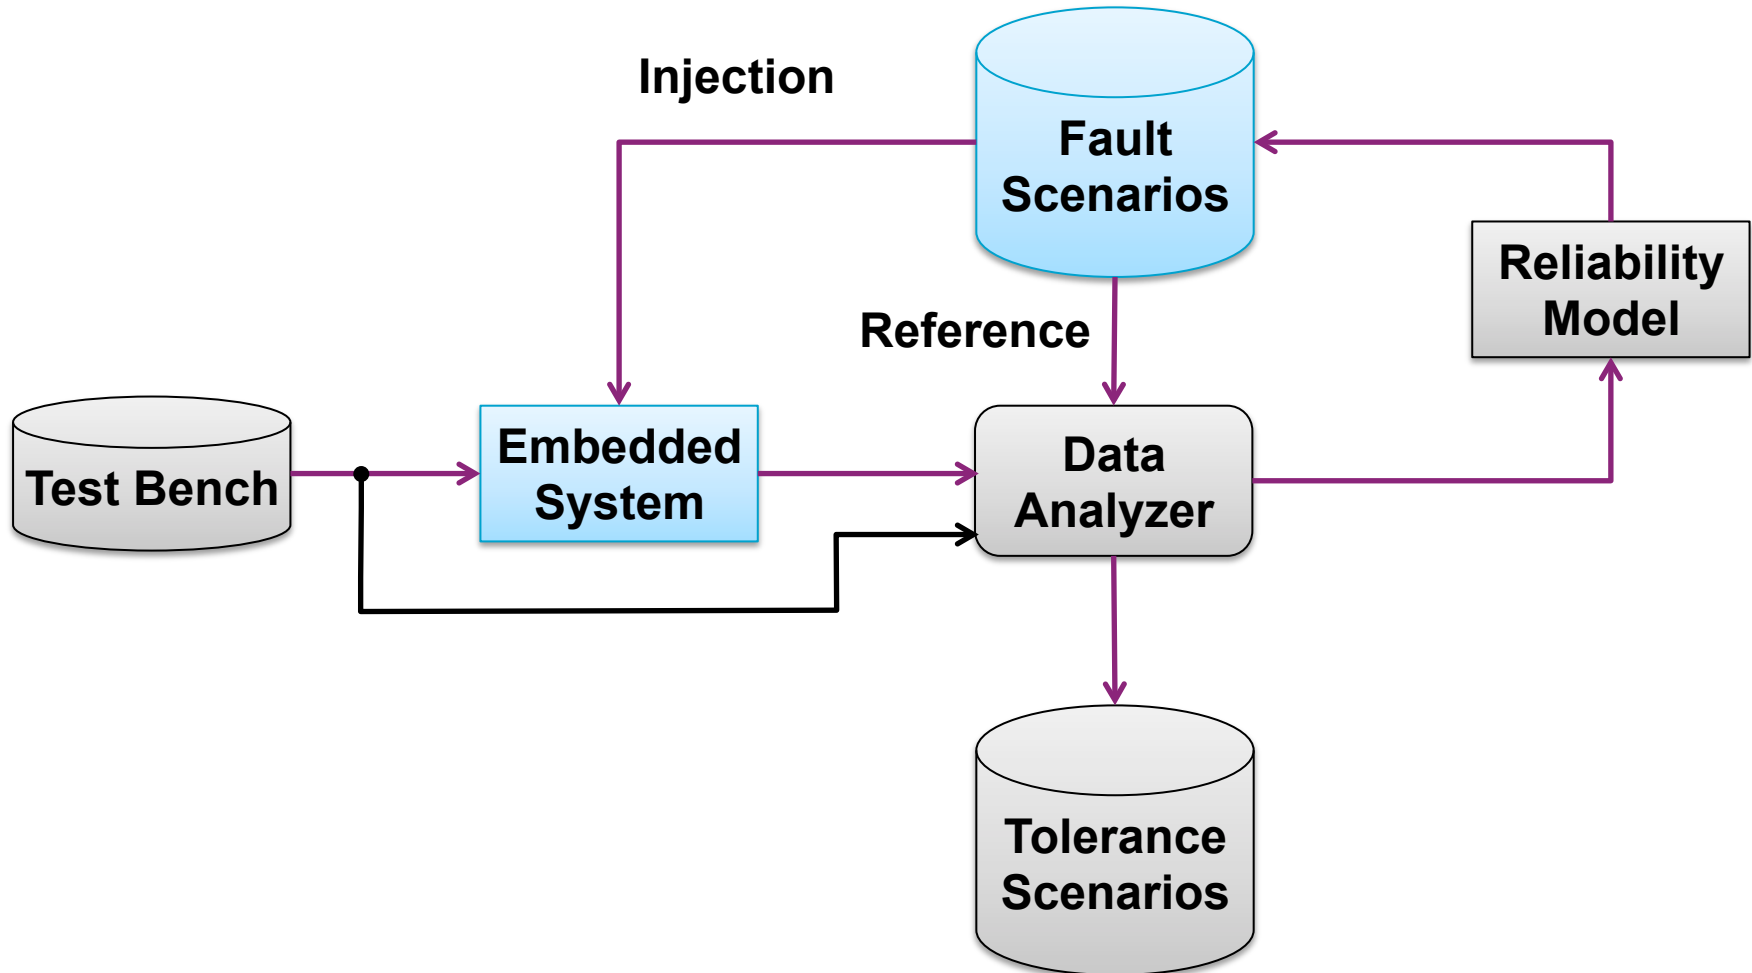 Injection
Fault
Scenarios
Reliability
Model
Reference
Test Bench
Embedded
System
Data
Analyzer
Tolerance
Scenarios